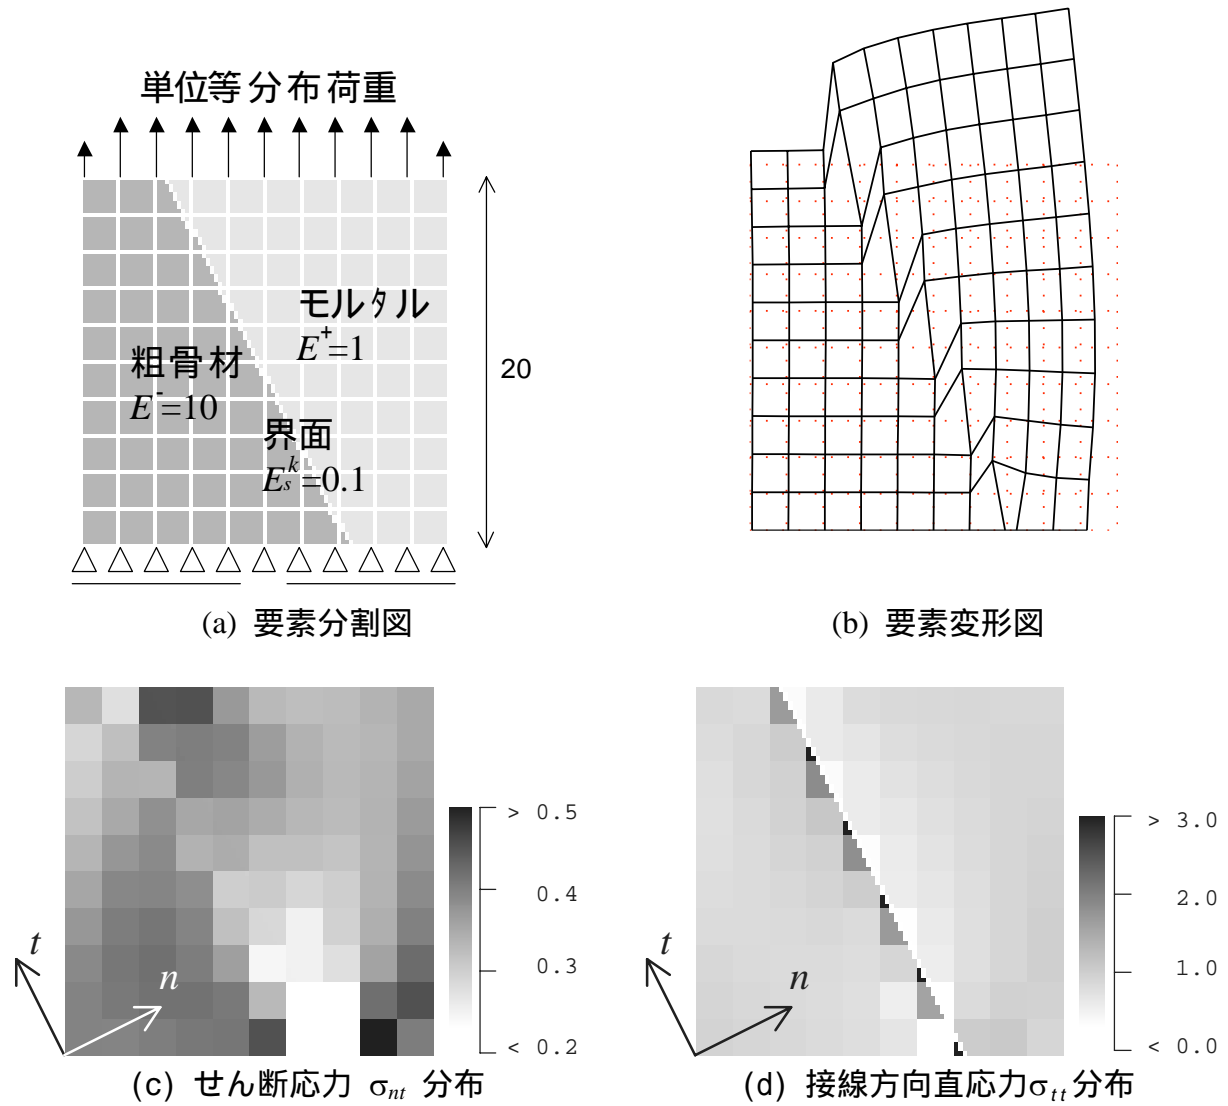 単位等分布荷重
モルタル
E⁺=1
粗骨材
E⁻=10
界面
Eₛᵏ=0.1
20
(a) 要素分割図
(b) 要素変形図
t
n
> 0.5
0.4
0.3
< 0.2
(c) せん断応力 σnt 分布
t
n
> 3.0
2.0
1.0
< 0.0
(d) 接線方向直応力σtt分布